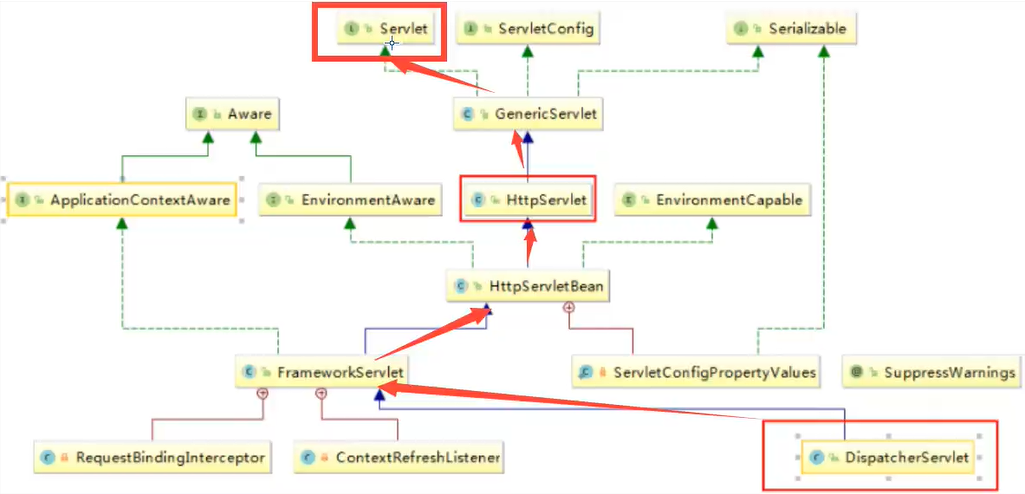 Servlet
ServletConfig
Serializable
Aware
GenericServlet
ApplicationContextAware
EnvironmentAware
HttpServlet
EnvironmentCapable
HttpServletBean
FrameworkServlet
ServletConfigPropertyValues
SuppressWarnings
RequestBindingInterceptor
ContextRefreshListener
DispatcherServlet